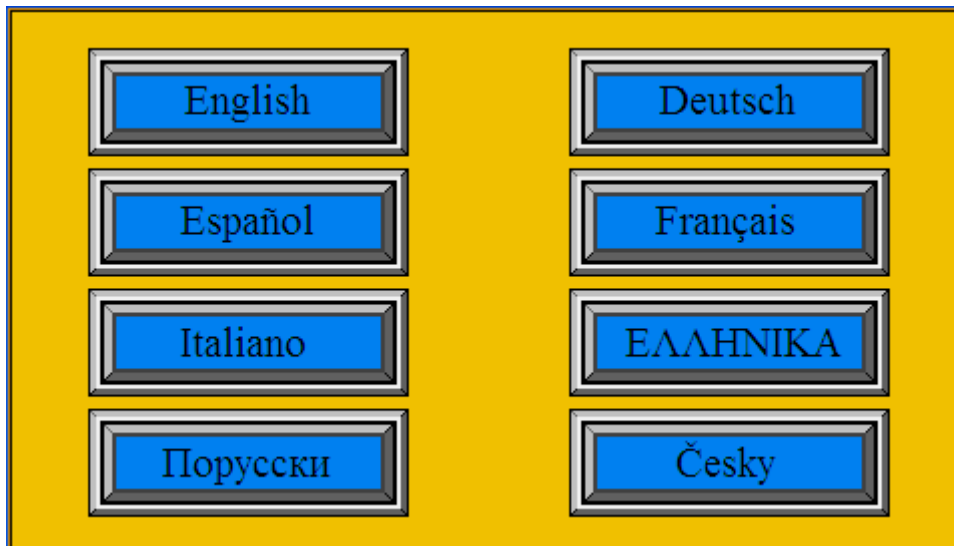 English
Deutsch
Español
Français
Italiano
ΕΛΛΗΝΙΚΑ
Порусски
Česky